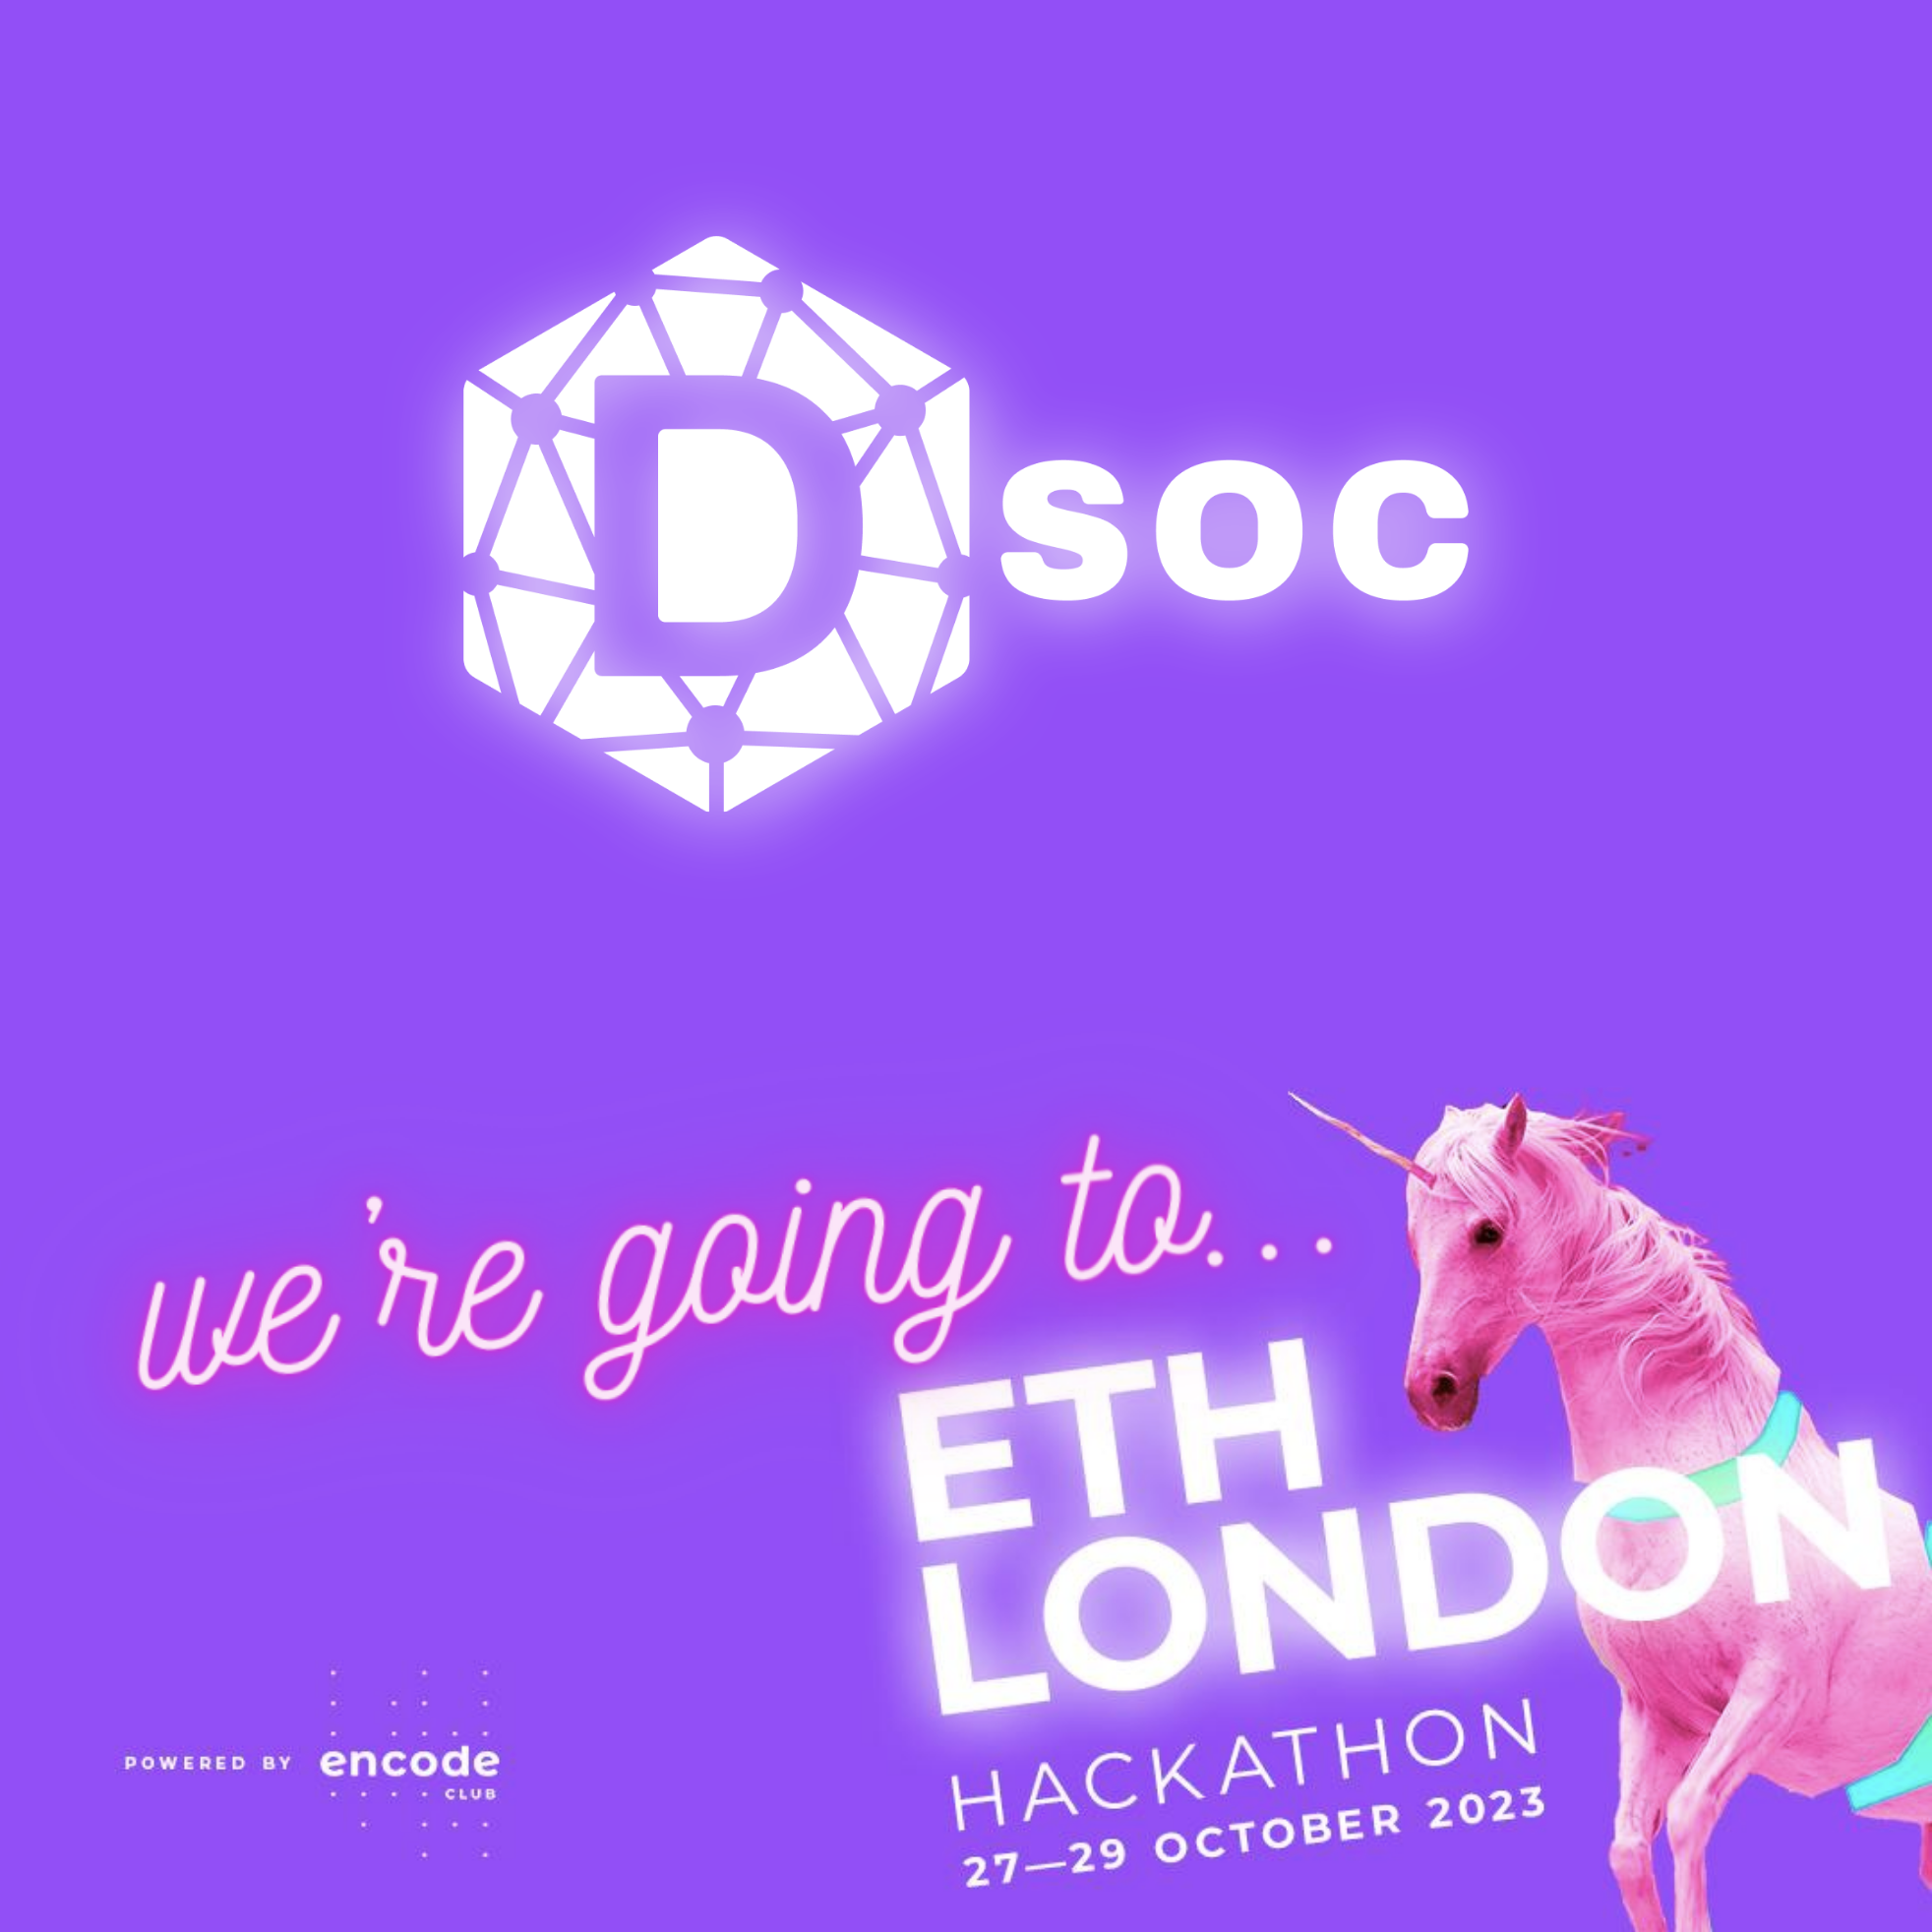 Dsoc
we're going to...
ETH
LONDON
HACKATHON
27—29 OCTOBER 2023
POWERED BY encode
CLUB